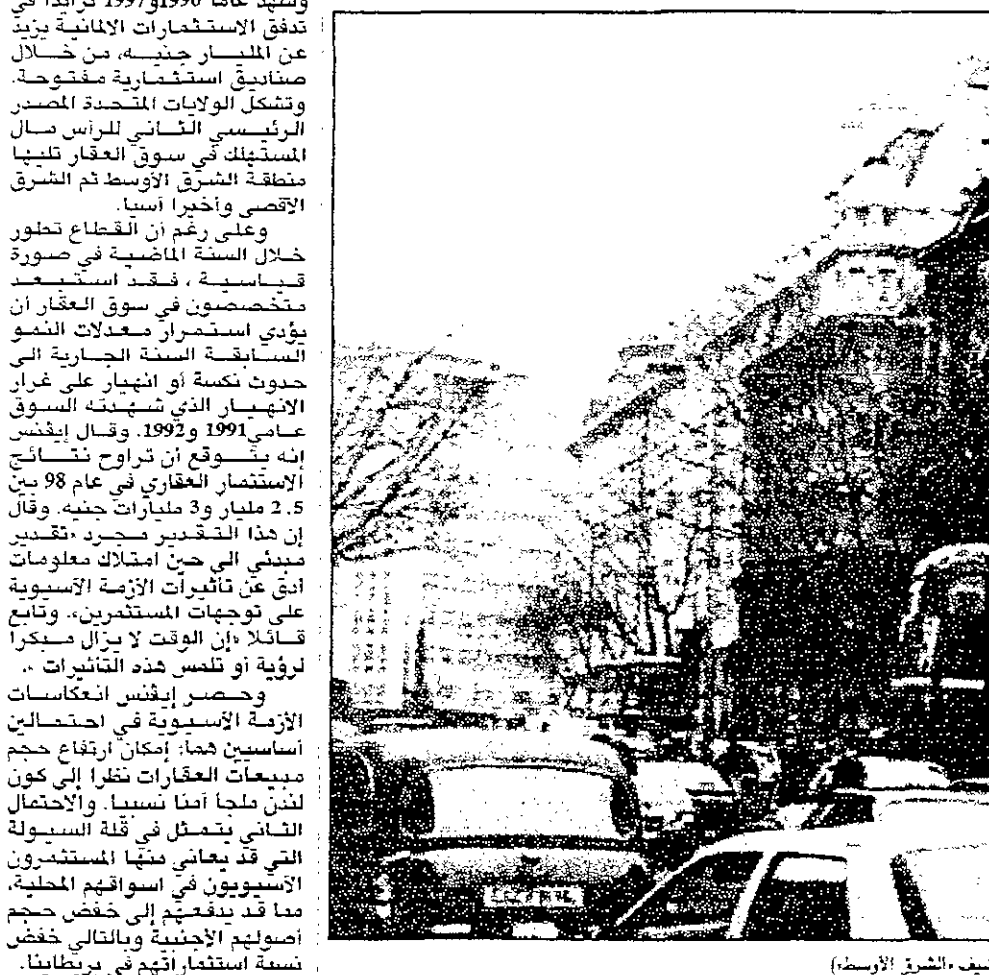 وشهد عاما 1996 و1997 تزايدا في
تدفق الاستثمارات الالمانية يزيد
عن المليار جنيه، من خلال
صناديق استثمارية مفتوحة.
وتشكل الولايات المتحدة المصدر
الرئيسي الثاني للرأس مال
المستهلك في سوق العقار تليها
منطقة الشرق الأوسط ثم الشرق
الاقصى وأخيرا آسيا.
وعلى رغم أن القطاع تطور
خلال السنة الماضية في صورة
قياسية ، فقد استبعد
متخصصون في سوق العقار أن
يؤدي استمرار معدلات النمو
السابقة السنة الجارية الى
حدوث نكسة أو انهيار على غرار
الانهيار الذي شهدته السوق
عامي 1991 و1992. وقال إيڤنس
إنه يتوقع أن تراوح نتائج
الاستثمار العقاري في عام 98 بين
2.5 مليار و3 مليارات جنيه. وقال
إن هذا التقدير مجرد «تقدير
مبدئي الى حين امتلاك معلومات
أدق عن تأثيرات الأزمة الآسيوية
على توجهات المستثمرين». وتابع
قائلا «إن الوقت لا يزال مبكرا
لرؤية أو تلمس هذه التأثيرات ».
وحصر إيڤنس انعكاسات
الأزمة الآسيوية في احتمالين
أساسيين هما: إمكان ارتفاع حجم
مبيعات العقارات نظرا إلى كون
لندن ملجأ آمنا نسبيا. والاحتمال
الثاني يتمثل في قلة السيولة
التي قد يعاني منها المستثمرون
الآسيويون في اسواقهم المحلية،
مما قد يدفعهم إلى خفض حجم
أصولهم الأجنبية وبالتالي خفض
نسبة استثماراتهم في بريطانيا.
«الشرق الأوسط»)